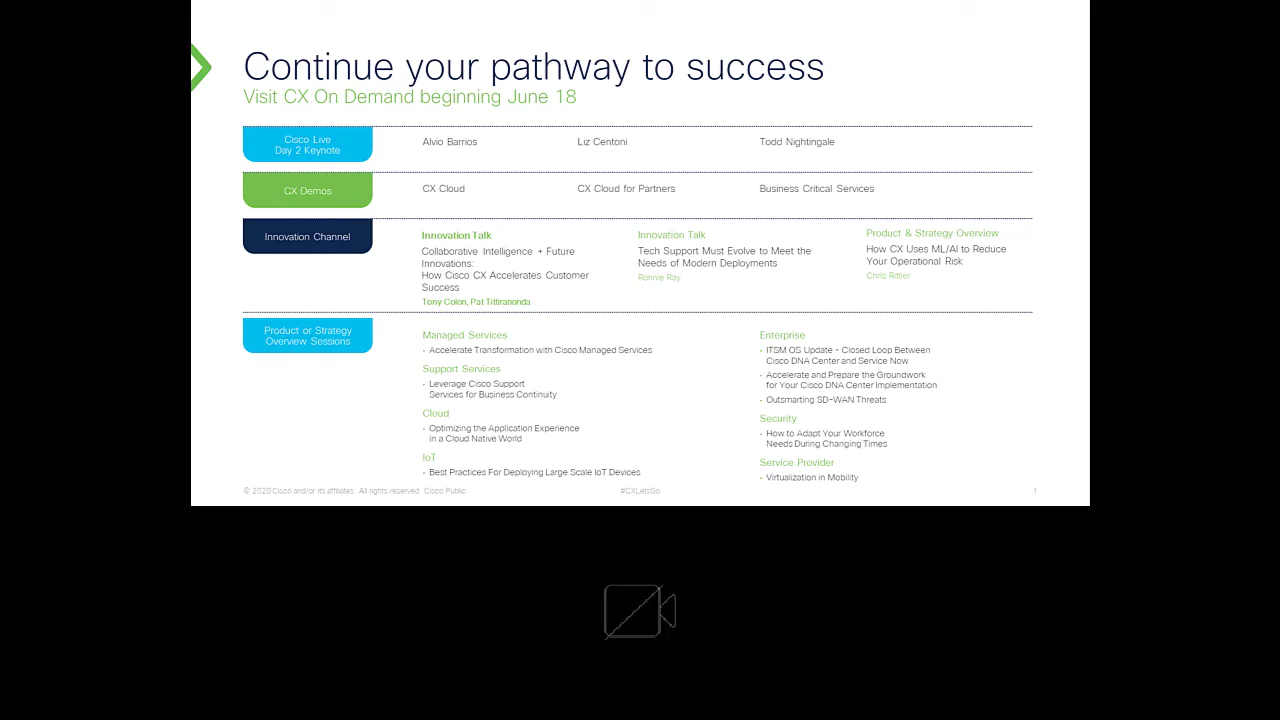 Continue your pathway to success
Visit CX On Demand beginning June 18
Cisco Live
Day 2 Keynote
Alvio Barrios
Liz Centoni
Todd Nightingale
CX Demos
CX Cloud
CX Cloud for Partners
Business Critical Services
Innovation Channel
Innovation Talk
Collaborative Intelligence + Future
Innovations:
How Cisco CX Accelerates Customer
Success
Tony Colon, Pat Tittiranonda
Innovation Talk
Tech Support Must Evolve to Meet the
Needs of Modern Deployments
Ronnie Ray
Product & Strategy Overview
How CX Uses ML/AI to Reduce
Your Operational Risk
Chris Rittler
Product or Strategy
Overview Sessions
Managed Services
- Accelerate Transformation with Cisco Managed Services
Support Services
- Leverage Cisco Support
Services for Business Continuity
Cloud
- Optimizing the Application Experience
in a Cloud Native World
IoT
- Best Practices For Deploying Large Scale IoT Devices
Enterprise
- ITSM OS Update - Closed Loop Between
Cisco DNA Center and Service Now
- Accelerate and Prepare the Groundwork
for Your Cisco DNA Center Implementation
- Outsmarting SD-WAN Threats
Security
- How to Adapt Your Workforce
Needs During Changing Times
Service Provider
- Virtualization in Mobility
© 2020 Cisco and/or its affiliates. All rights reserved. Cisco Public
#CXLetsGo
1